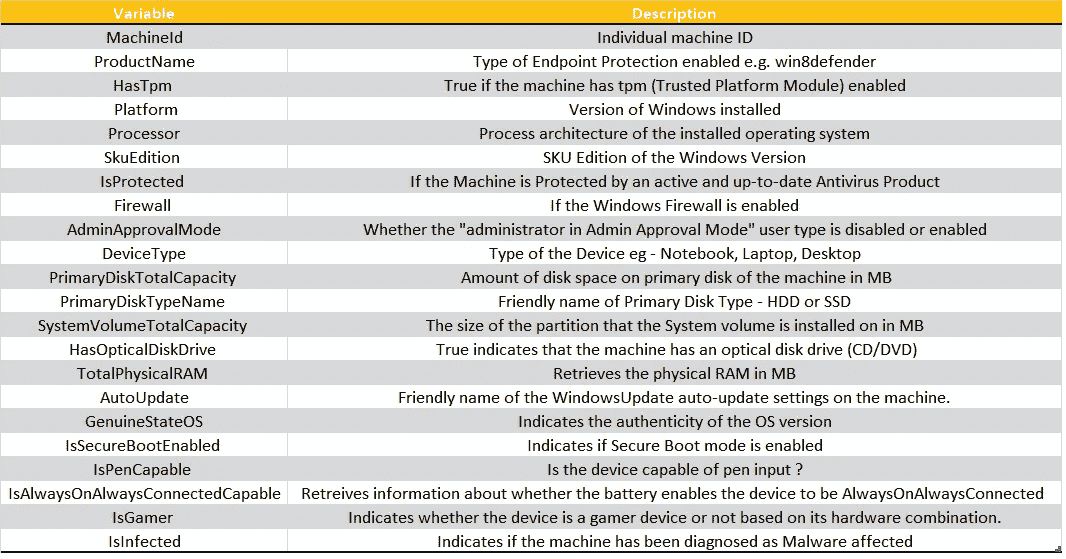 Variable Description
MachineId Individual machine ID
ProductName Type of Endpoint Protection enabled e.g. win8defender
HasTpm True if the machine has tpm (Trusted Platform Module) enabled
Platform Version of Windows installed
Processor Process architecture of the installed operating system
SkuEdition SKU Edition of the Windows Version
IsProtected If the Machine is Protected by an active and up-to-date Antivirus Product
Firewall If the Windows Firewall is enabled
AdminApprovalMode Whether the "administrator in Admin Approval Mode" user type is disabled or enabled
DeviceType Type of the Device eg - Notebook, Laptop, Desktop
PrimaryDiskTotalCapacity Amount of disk space on primary disk of the machine in MB
PrimaryDiskTypeName Friendly name of Primary Disk Type - HDD or SSD
SystemVolumeTotalCapacity The size of the partition that the System volume is installed on in MB
HasOpticalDiskDrive True indicates that the machine has an optical disk drive (CD/DVD)
TotalPhysicalRAM Retrieves the physical RAM in MB
AutoUpdate Friendly name of the WindowsUpdate auto-update settings on the machine.
GenuineStateOS Indicates the authenticity of the OS version
IsSecureBootEnabled Indicates if Secure Boot mode is enabled
IsPenCapable Is the device capable of pen input ?
IsAlwaysOnAlwaysConnectedCapable Retreives information about whether the battery enables the device to be AlwaysOnAlwaysConnected
IsGamer Indicates whether the device is a gamer device or not based on its hardware combination.
IsInfected Indicates if the machine has been diagnosed as Malware affected